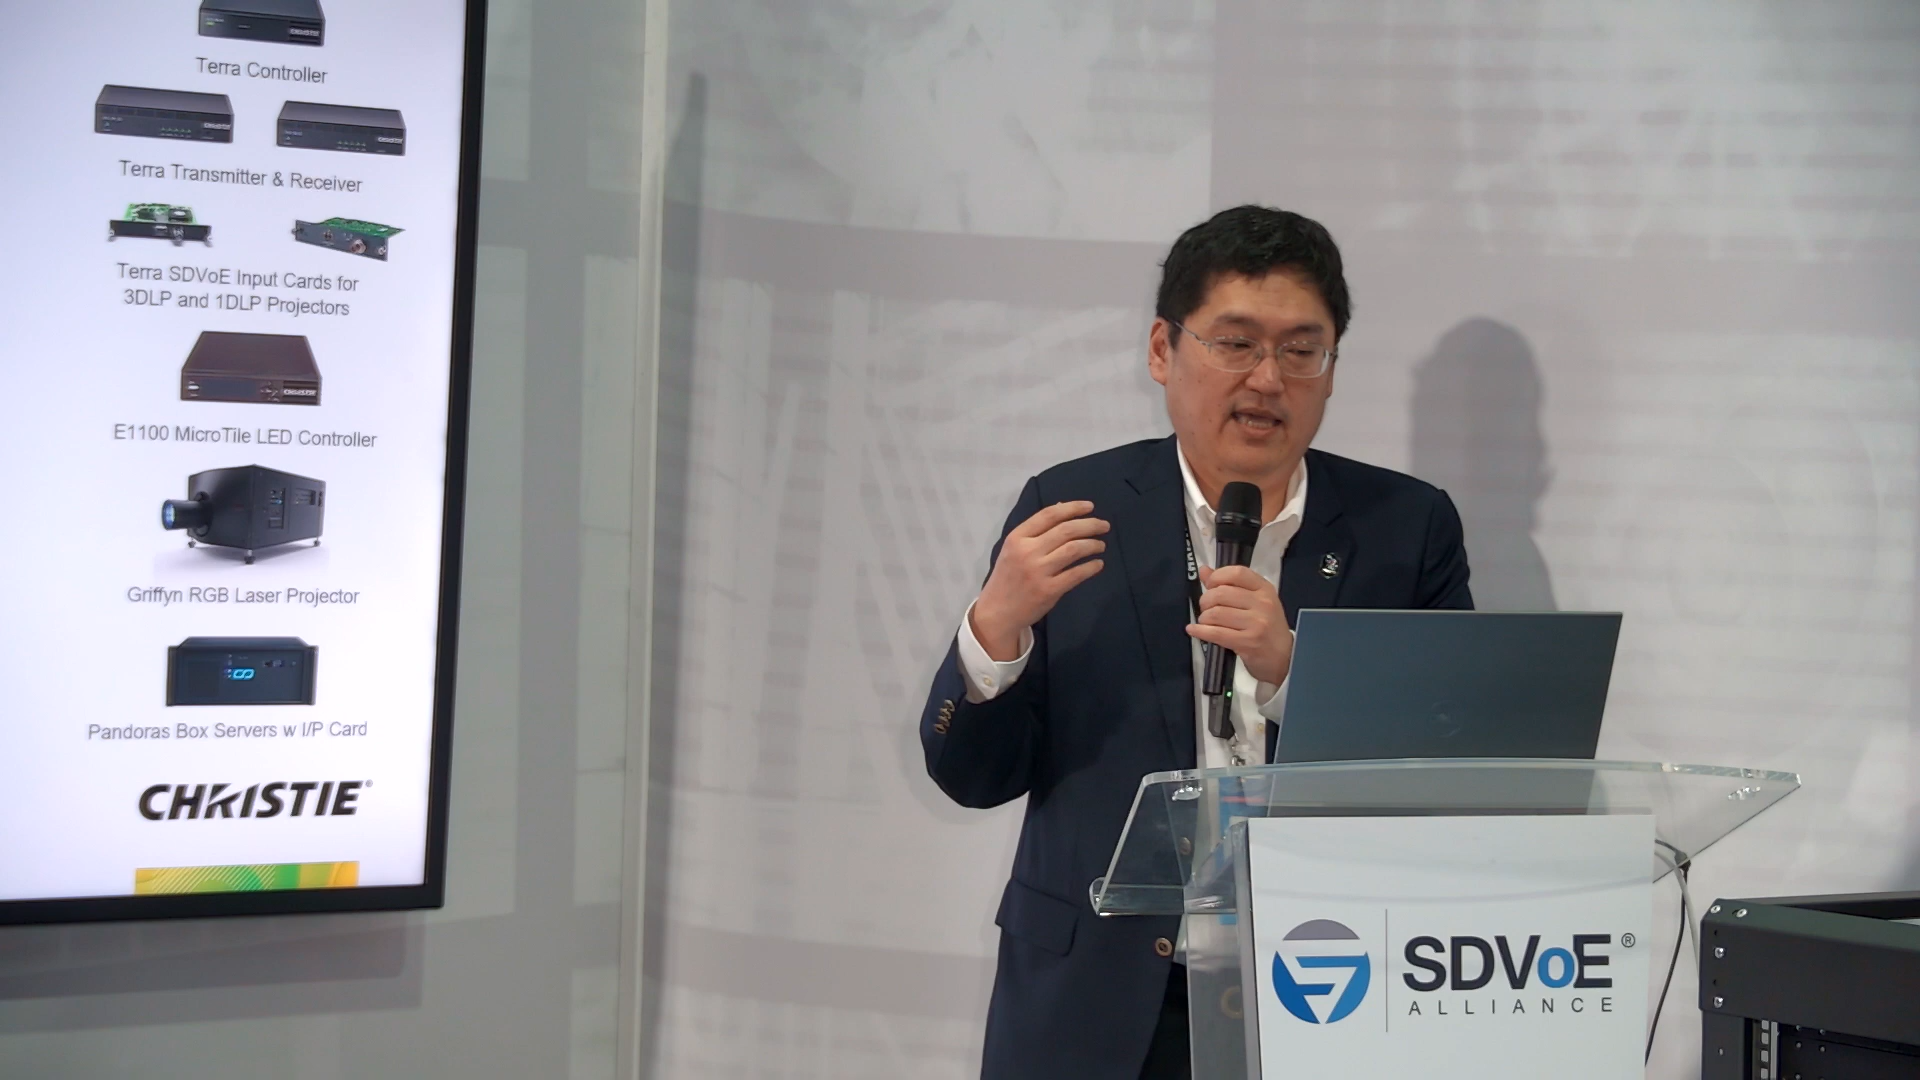 Terra Controller
Terra Transmitter & Receiver
Terra SDVoE Input Cards for
3DLP and 1DLP Projectors
CHRISTIE
E1100 MicroTile LED Controller
Griffyn RGB Laser Projector
Pandoras Box Servers w I/P Card
CHRISTIE®
SDVoE®
ALLIANCE